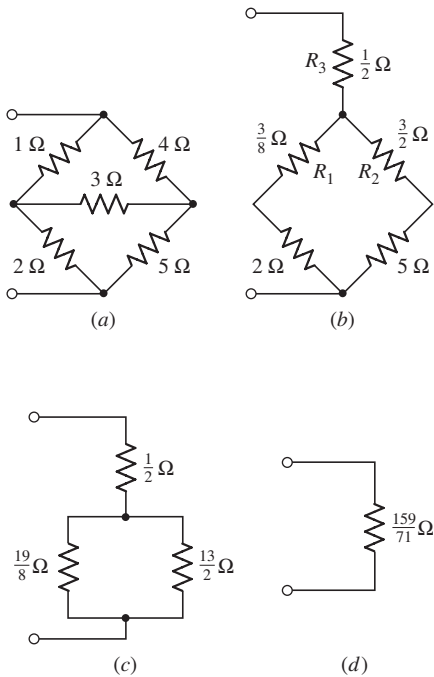 1 Ω
4 Ω
3 Ω
2 Ω
5 Ω
(a)
R3
1/2 Ω
3/8 Ω
3/2 Ω
R1
R2
2 Ω
5 Ω
(b)
1/2 Ω
19/8 Ω
13/2 Ω
(c)
159/71 Ω
(d)